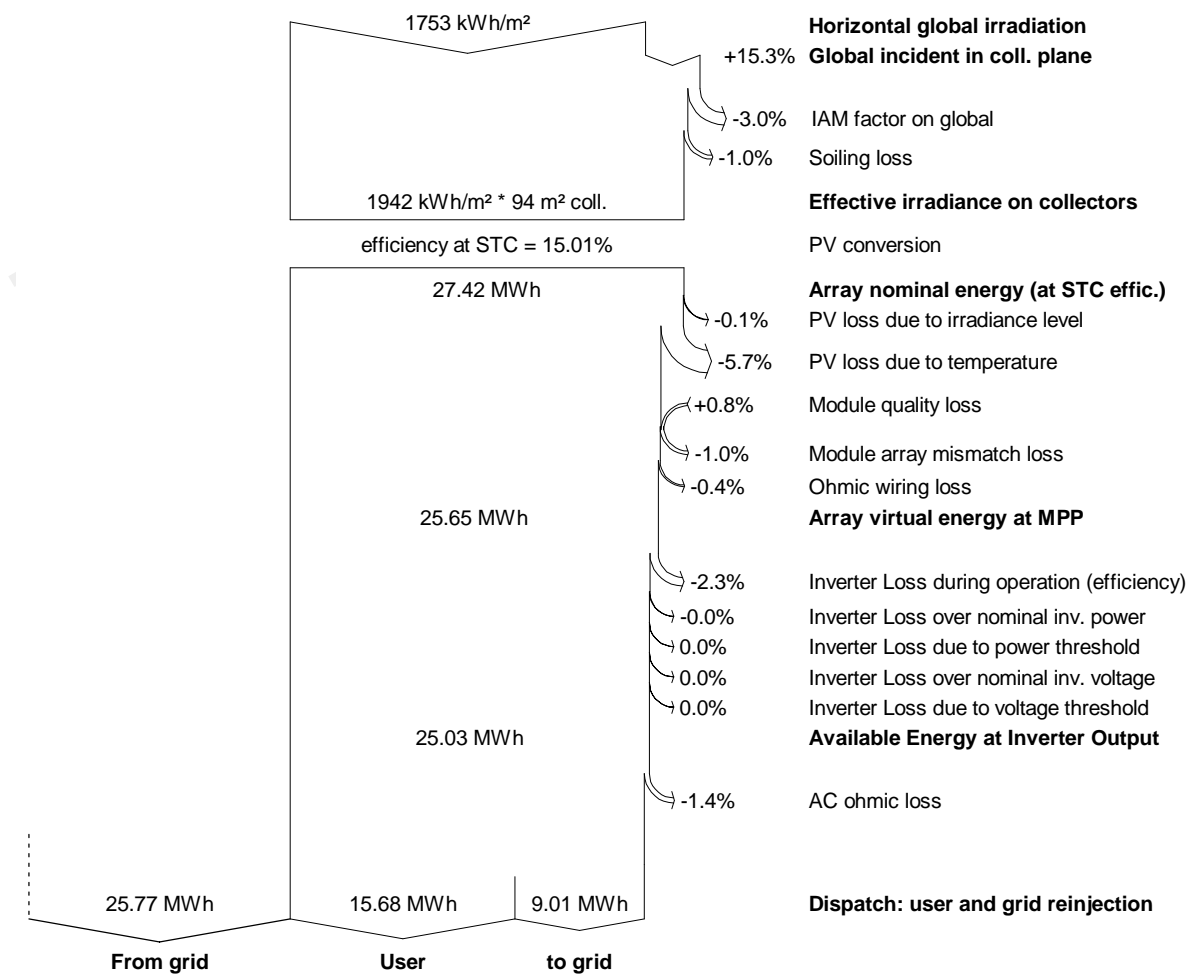 1753 kWh/m² Horizontal global irradiation
+15.3% Global incident in coll. plane
-3.0% IAM factor on global
-1.0% Soiling loss
1942 kWh/m² * 94 m² coll. Effective irradiance on collectors
efficiency at STC = 15.01% PV conversion
27.42 MWh Array nominal energy (at STC effic.)
-0.1% PV loss due to irradiance level
-5.7% PV loss due to temperature
+0.8% Module quality loss
-1.0% Module array mismatch loss
-0.4% Ohmic wiring loss
25.65 MWh Array virtual energy at MPP
-2.3% Inverter Loss during operation (efficiency)
-0.0% Inverter Loss over nominal inv. power
0.0% Inverter Loss due to power threshold
0.0% Inverter Loss over nominal inv. voltage
0.0% Inverter Loss due to voltage threshold
25.03 MWh Available Energy at Inverter Output
-1.4% AC ohmic loss
25.77 MWh 15.68 MWh 9.01 MWh Dispatch: user and grid reinjection
From grid User to grid